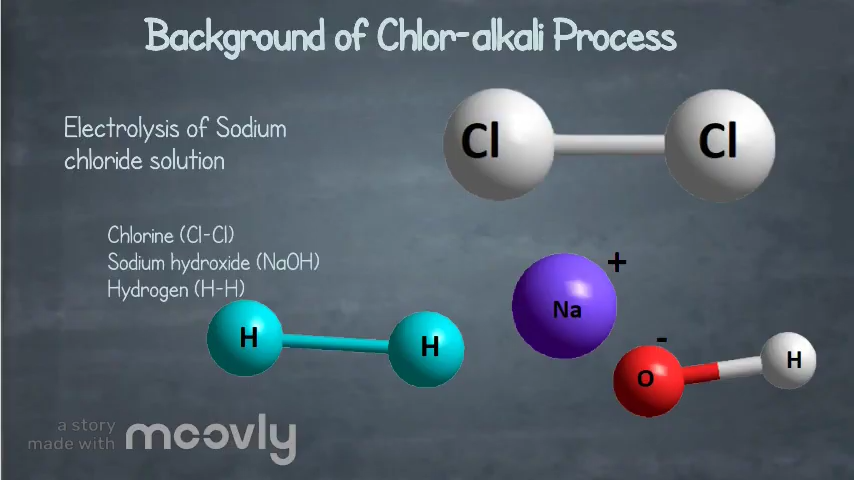 Background of Chlor-alkali Process
Electrolysis of Sodium
chloride solution
Cl Cl
Chlorine (Cl-Cl)
Sodium hydroxide (NaOH)
Hydrogen (H-H)
H H
Na +
O - H
a story
made with moovly